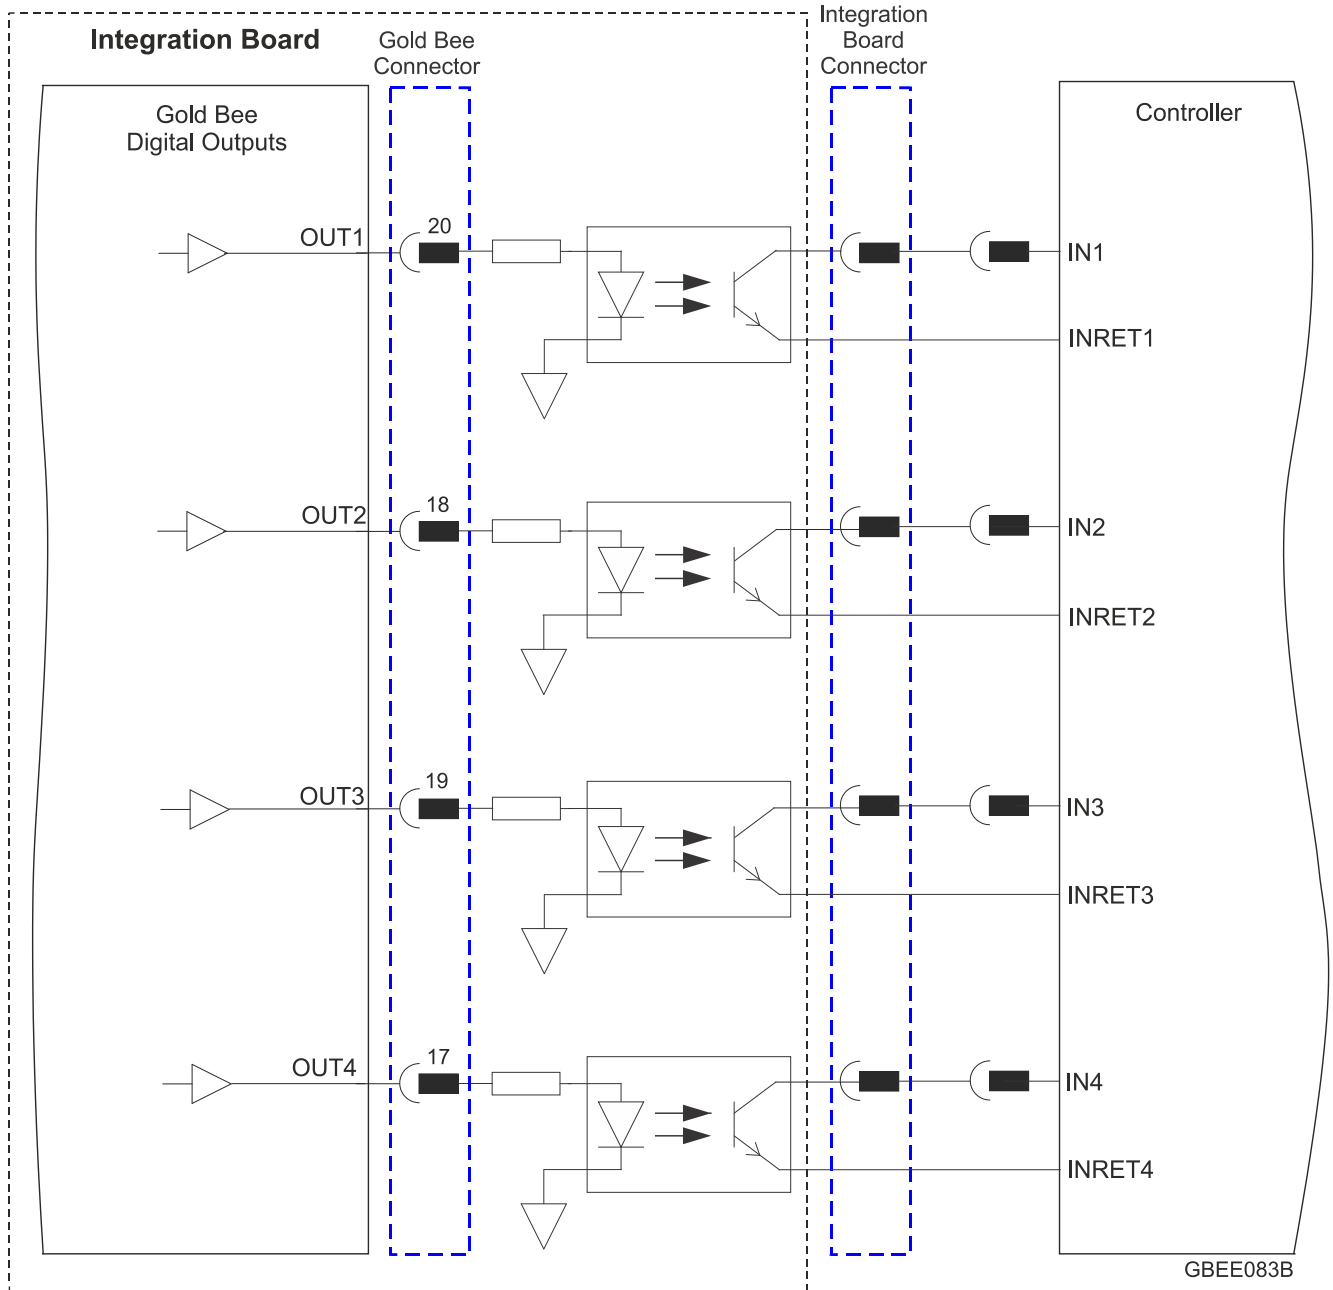 Integration Board
Gold Bee
Connector
Integration
Board
Connector
Gold Bee
Digital Outputs
Controller
OUT1
20
IN1
INRET1
OUT2
18
IN2
INRET2
OUT3
19
IN3
INRET3
OUT4
17
IN4
INRET4
GBEE083B